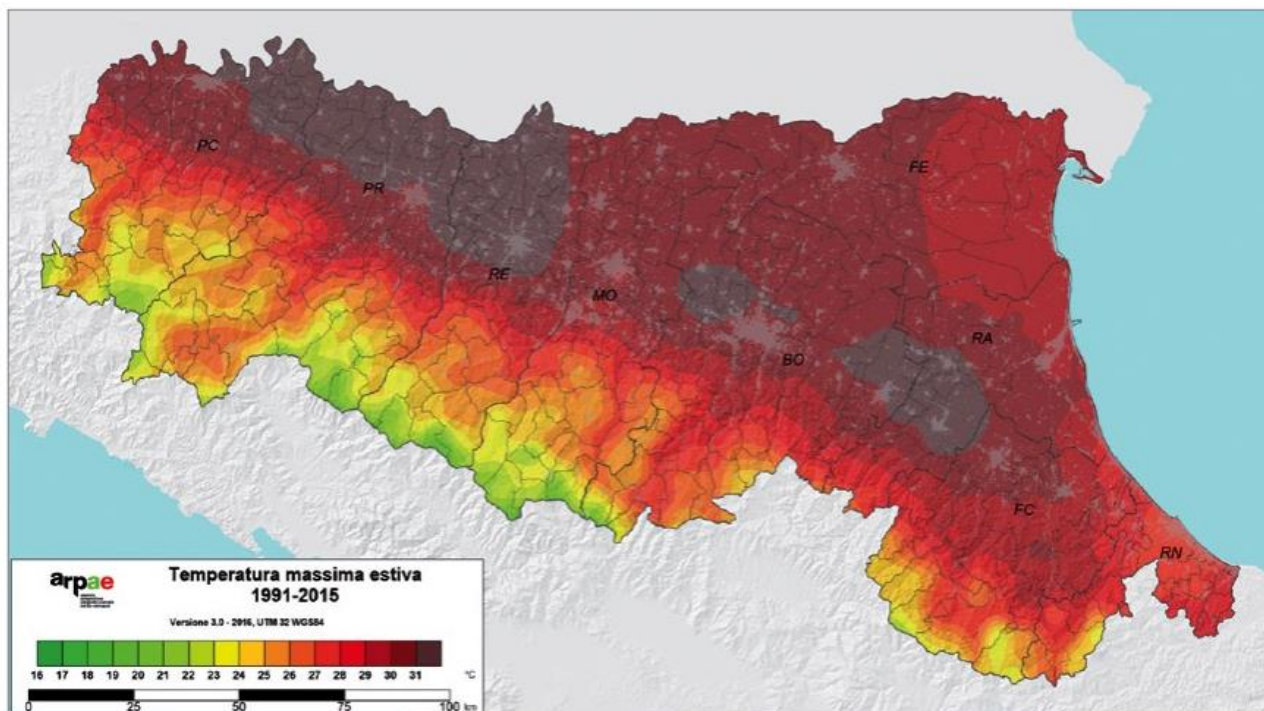 PC
FE
PR
RE
MO
RA
BO
FC
RN
arpae
Temperatura massima estiva
1991-2015
Versione 3.0 - 2016, UTM 32 WGS84
16 17 18 19 20 21 22 23 24 25 26 27 28 29 30 31 °C
0 25 50 75 100 km